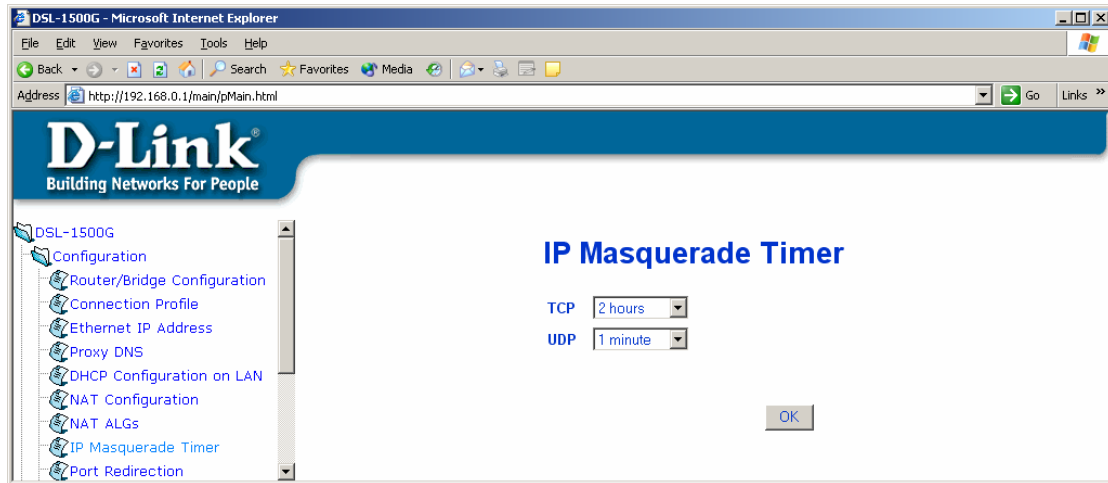 DSL-1500G - Microsoft Internet Explorer
File Edit View Favorites Tools Help
Back Search Favorites Media
Address http://192.168.0.1/main/pMain.html Go Links »
D-Link®
Building Networks For People
DSL-1500G
Configuration
Router/Bridge Configuration
Connection Profile
Ethernet IP Address
Proxy DNS
DHCP Configuration on LAN
NAT Configuration
NAT ALGs
IP Masquerade Timer
Port Redirection
IP Masquerade Timer
TCP 2 hours
UDP 1 minute
OK